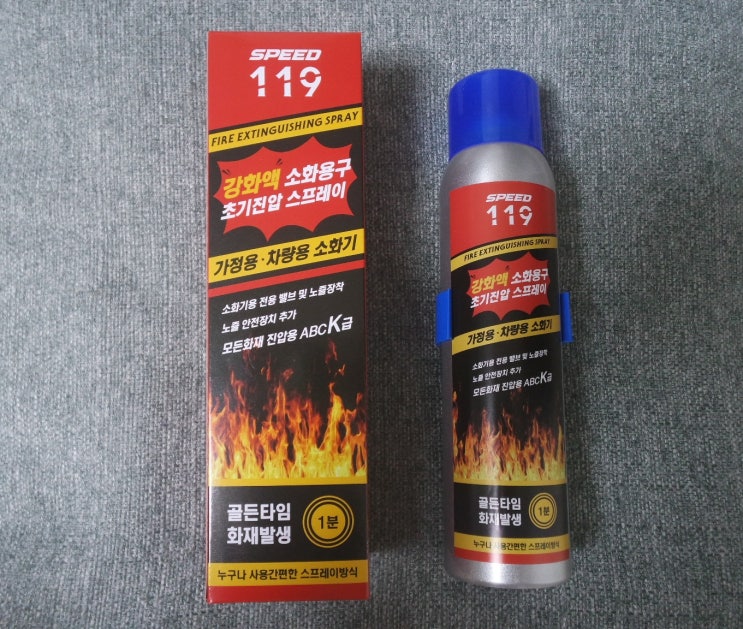 SPEED
119
FIRE EXTINGUISHING SPRAY
강화액 소화용구
초기진압 스프레이
가정용·차량용 소화기
소화기용 전용 밸브 및 노즐장착
노즐 안전장치 추가
모든화재 진압용 ABCK급
골든타임
화재발생
1분
누구나 사용간편한 스프레이방식
SPEED
119
FIRE EXTINGUISHING SPRAY
강화액 소화용구
초기진압 스프레이
가정용·차량용 소화기
소화기용 전용 밸브 및 노즐장착
노즐 안전장치 추가
모든화재 진압용 ABCK급
골든타임
화재발생
1분
누구나 사용간편한 스프레이방식